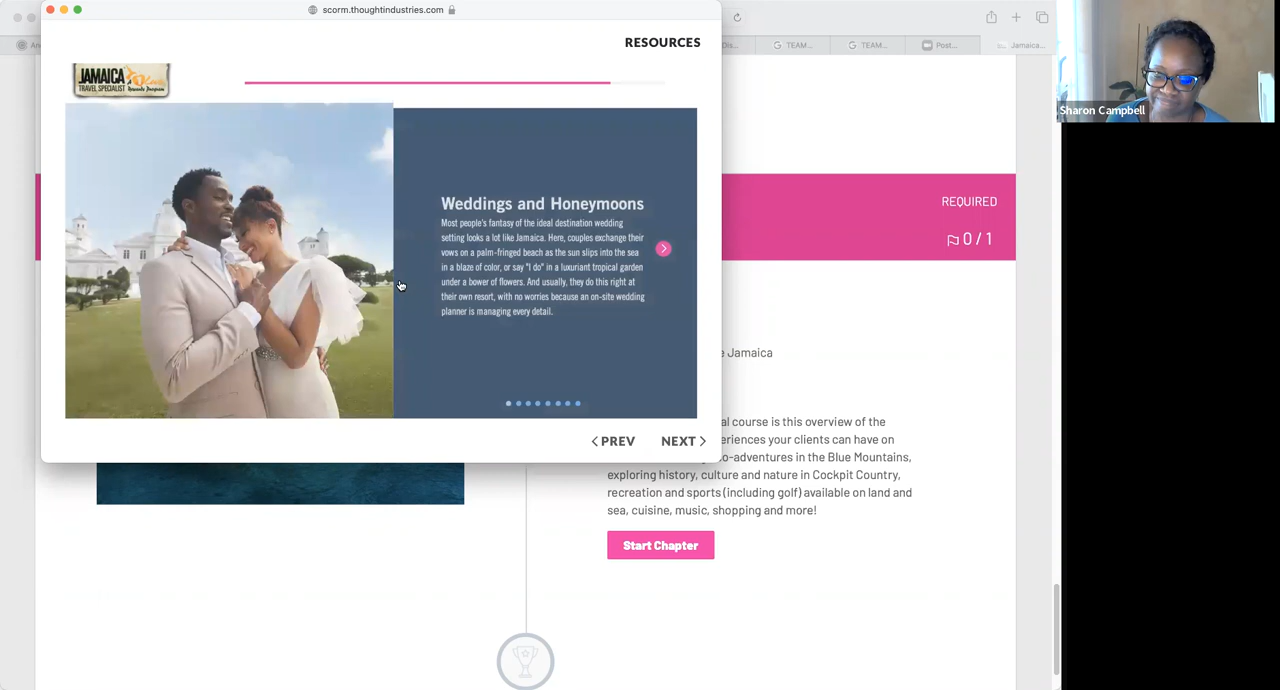 scorm.thoughtindustries.com
RESOURCES
JAMAICA
TRAVEL SPECIALIST
Rewards Program
TEAM...
TEAM...
Post...
Jamaica...
Sharon Campbell
Weddings and Honeymoons
Most people's fantasy of the ideal destination wedding
setting looks a lot like Jamaica. Here, couples exchange their
vows on a palm-fringed beach as the sun slips into the sea
in a blaze of color, or say "I do" in a luxuriant tropical garden
under a bower of flowers. And usually, they do this right at
their own resort, with no worries because an on-site wedding
planner is managing every detail.
PREV
NEXT
REQUIRED
0 / 1
Jamaica
course is this overview of the
your clients can have on
in the Blue Mountains,
exploring history, culture and nature in Cockpit Country,
recreation and sports (including golf) available on land and
sea, cuisine, music, shopping and more!
Start Chapter